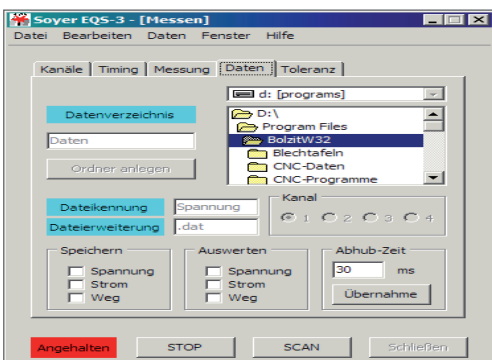 Soyer EQS-3 - [Messen]
Datei Bearbeiten Daten Fenster Hilfe
Kanäle Timing Messung Daten Toleranz
d: [programs]
Datenverzeichnis
D:\
Program Files
Daten
BolzitW32
Blechtafeln
Ordner anlegen
CNC-Daten
CNC-Programme
Kanal
Dateikennung Spannung
1 2 3 4
Dateierweiterung .dat
Speichern Auswerten Abhub-Zeit
Spannung Spannung 30 ms
Strom Strom
Weg Weg Übernahme
Angehalten STOP SCAN Schließen